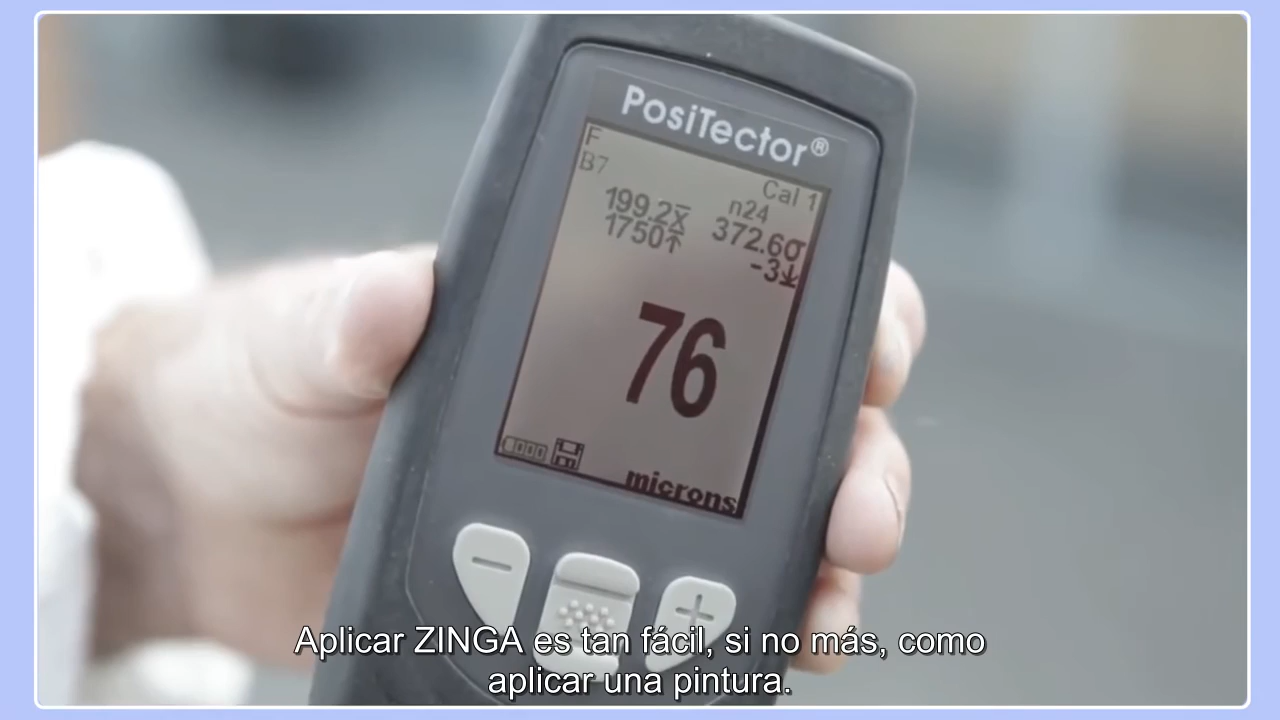 PosiTector®
F
B7
Cal 1
199.2x̄
n24
1750↑
372.6σ
-3↓
76
microns
Aplicar ZINGA es tan fácil, si no más, como
aplicar una pintura.